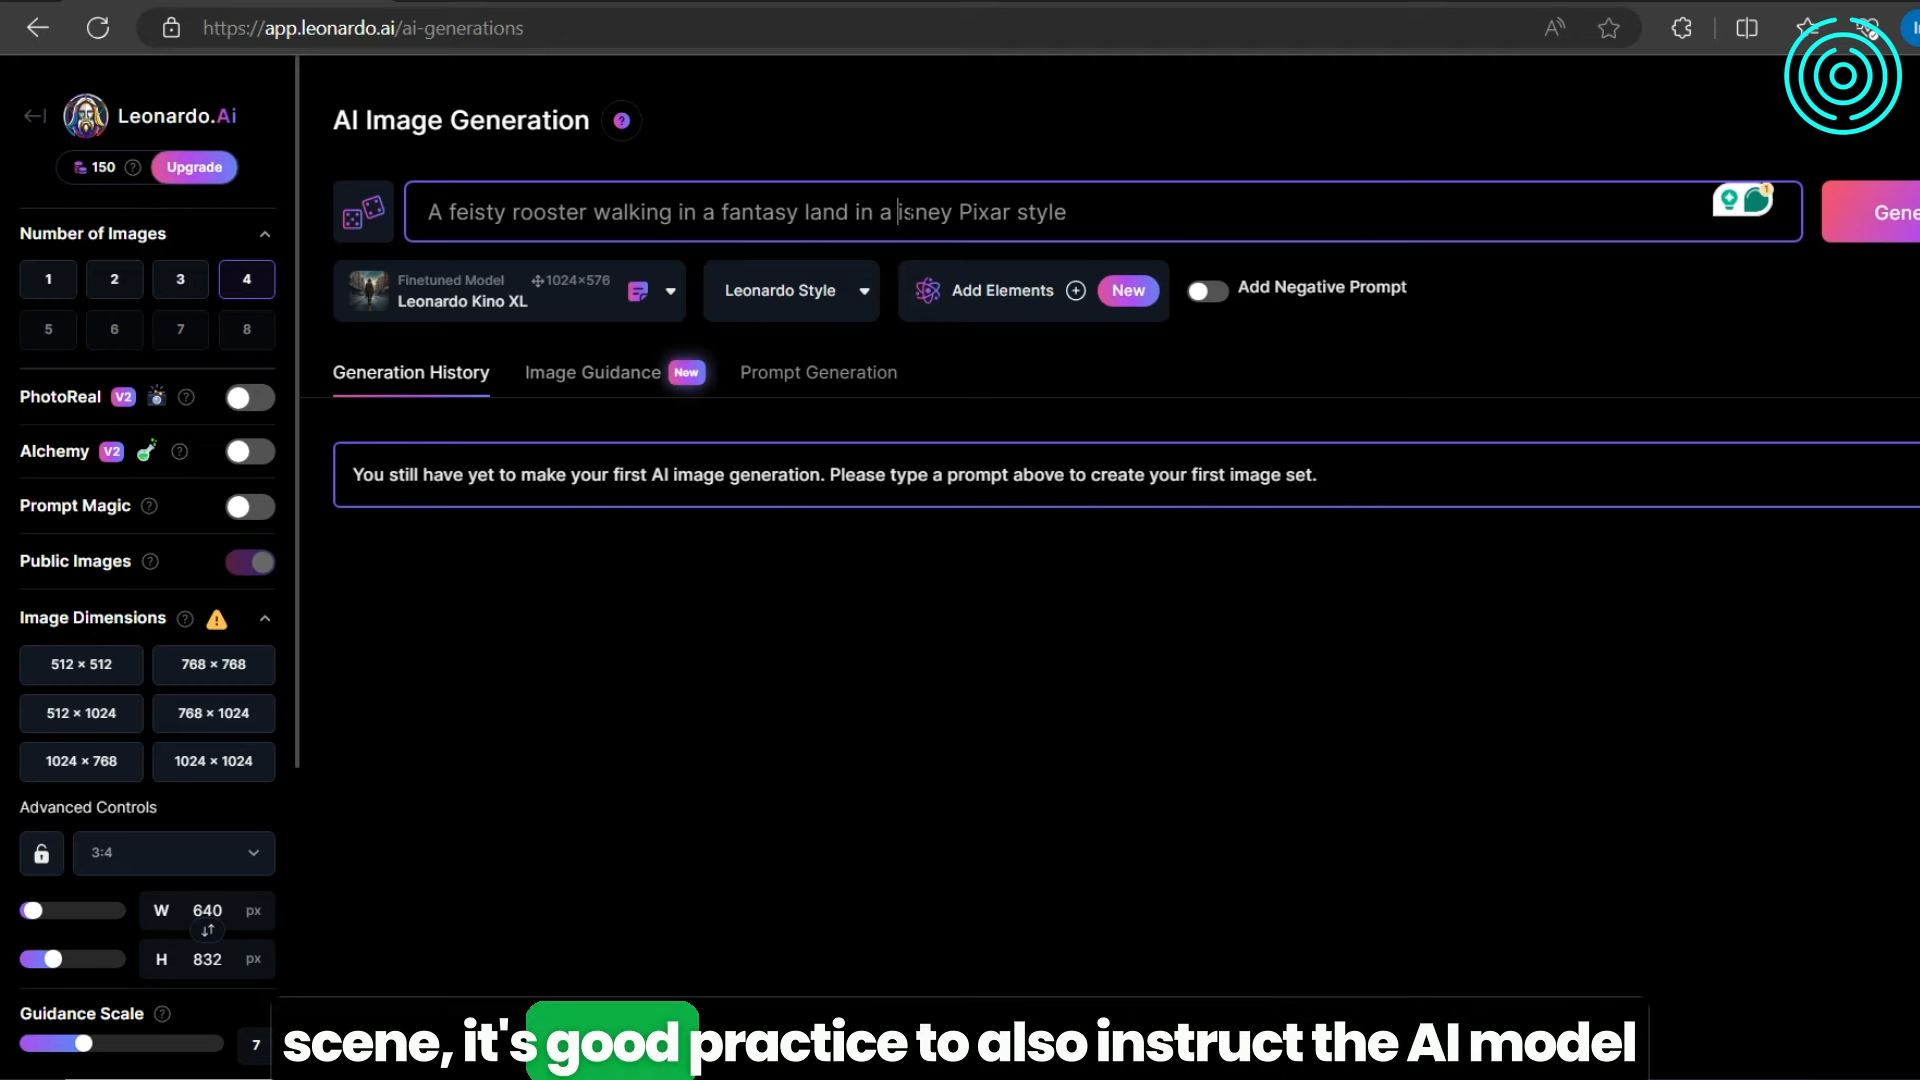 https://app.leonardo.ai/ai-generations
Leonardo.Ai
150 Upgrade
Number of Images
1 2 3 4
5 6 7 8
PhotoReal V2
Alchemy V2
Prompt Magic
Public Images
Image Dimensions
512 × 512 768 × 768
512 × 1024 768 × 1024
1024 × 768 1024 × 1024
Advanced Controls
3:4
W 640 px
H 832 px
Guidance Scale
7
AI Image Generation
A feisty rooster walking in a fantasy land in a isney Pixar style
1
Gene
Finetuned Model 1024×576
Leonardo Kino XL
Leonardo Style
Add Elements New
Add Negative Prompt
Generation History Image Guidance New Prompt Generation
You still have yet to make your first AI image generation. Please type a prompt above to create your first image set.
scene, it's good practice to also instruct the AI model